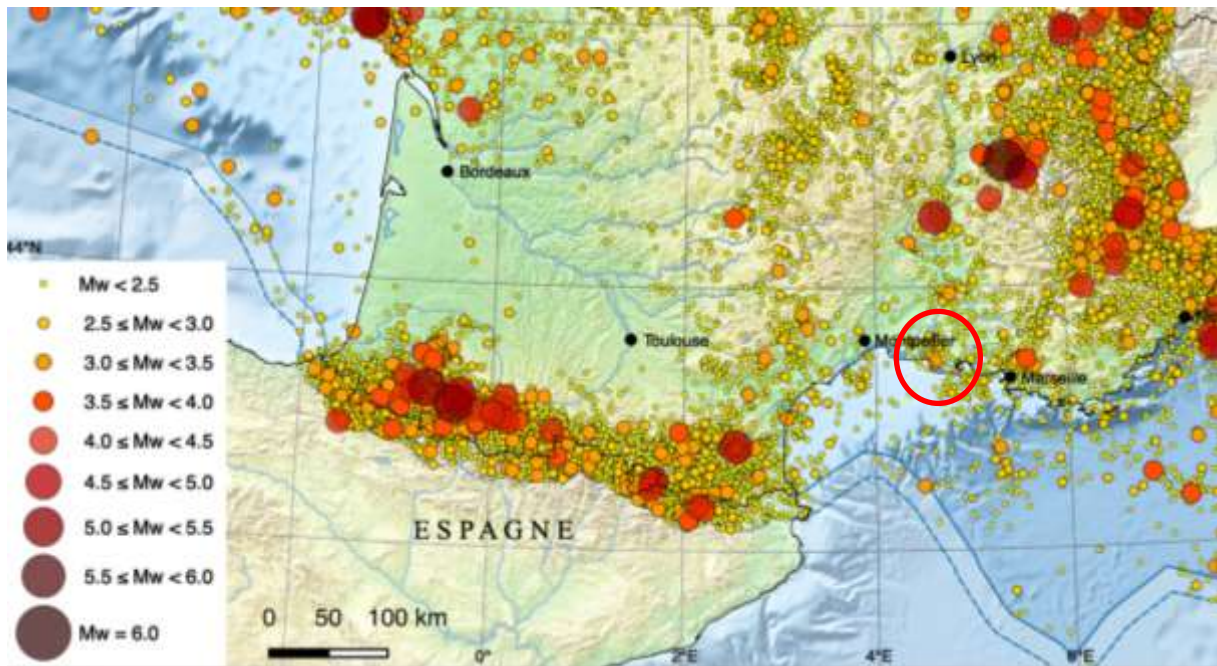 Lyon
Bordeaux
44°N
Mw < 2.5
2.5 ≤ Mw < 3.0
3.0 ≤ Mw < 3.5
3.5 ≤ Mw < 4.0
4.0 ≤ Mw < 4.5
4.5 ≤ Mw < 5.0
5.0 ≤ Mw < 5.5
5.5 ≤ Mw < 6.0
Mw = 6.0
Toulouse
Montpellier
Marseille
ESPAGNE
0 50 100 km
0° 2°E 4°E 6°E